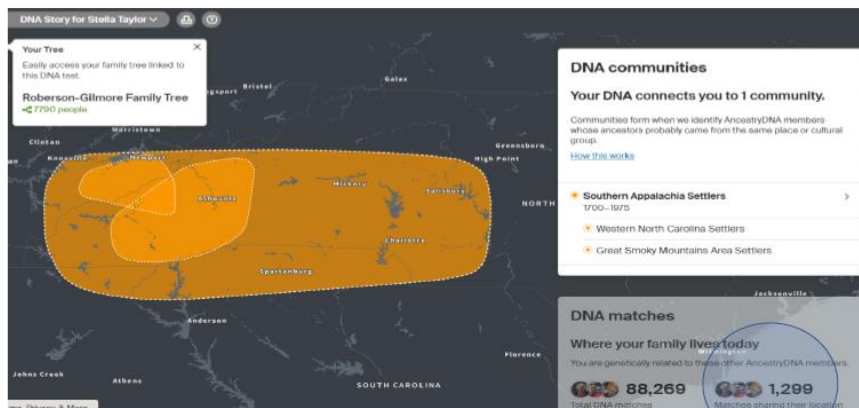 DNA Story for Stella Taylor
Your Tree
Easily access your family tree linked to
this DNA test.
Roberson-Gilmore Family Tree
7790 people
Bristol
Galax
Morristown
Clinton
Greensboro
High Point
Knoxville
Newport
Hickory
Salisbury
Asheville
NORTH
Charlotte
Spartanburg
Anderson
Florence
Johns Creek
Athens
SOUTH CAROLINA
DNA communities
Your DNA connects you to 1 community.
Communities form when we identify AncestryDNA members
whose ancestors probably came from the same place or cultural
group.
How this works
Southern Appalachia Settlers
1700–1975
Western North Carolina Settlers
Great Smoky Mountains Area Settlers
Jacksonville
DNA matches
Where your family lives today
You are genetically related to these other AncestryDNA members.
88,269
Total DNA matches
1,299
Matches sharing their location